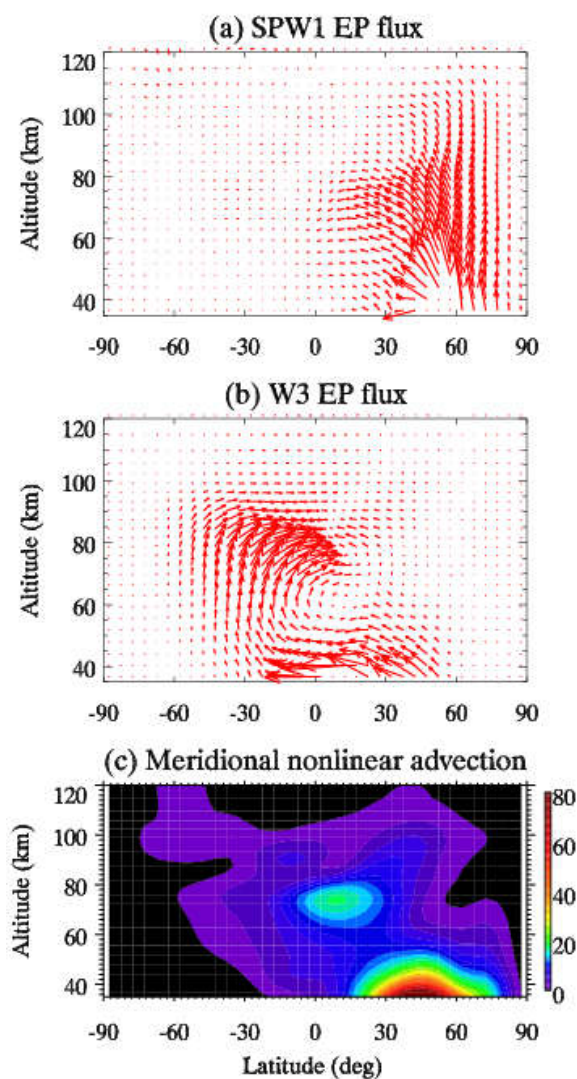 (a) SPW1 EP flux
120
100
80
60
40
Altitude (km)
-90 -60 -30 0 30 60 90
(b) W3 EP flux
120
100
80
60
40
Altitude (km)
-90 -60 -30 0 30 60 90
(c) Meridional nonlinear advection
120
100
80
60
40
Altitude (km)
80
60
40
20
0
-90 -60 -30 0 30 60 90
Latitude (deg)